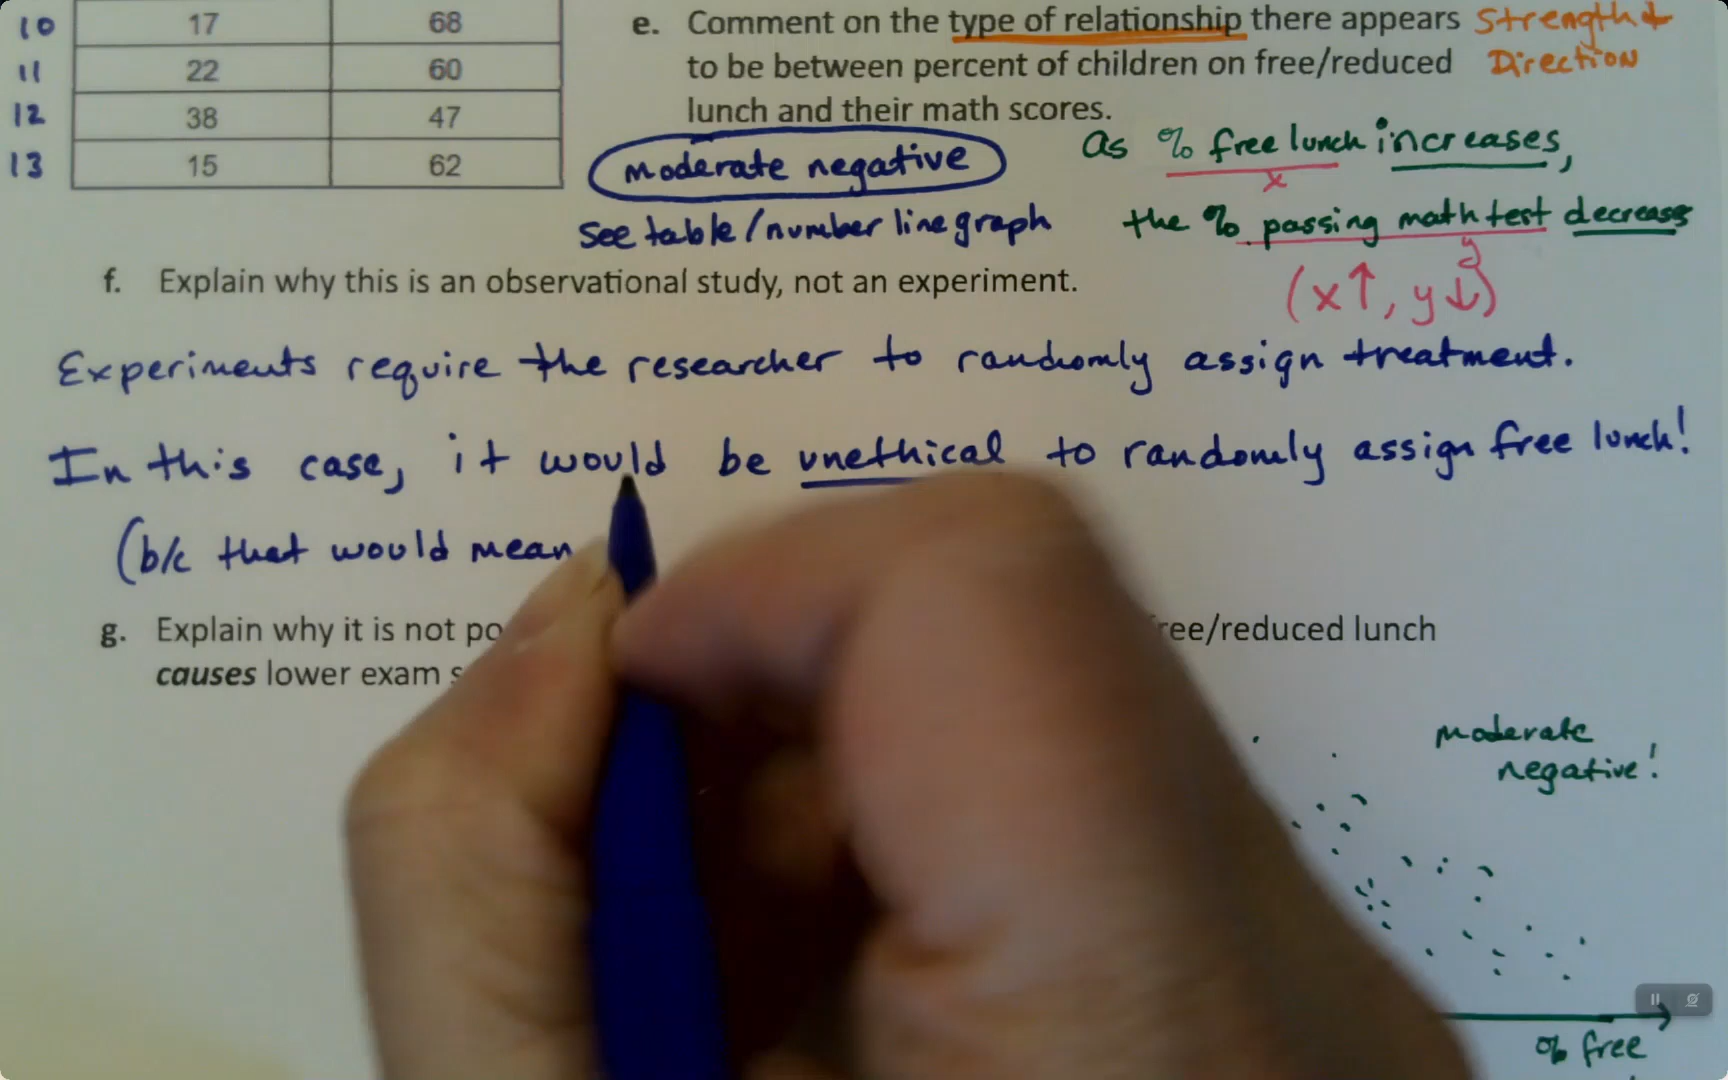 10 17 68
11 22 60
12 38 47
13 15 62
e. Comment on the type of relationship there appears
to be between percent of children on free/reduced
lunch and their math scores.
Strength +
Direction
moderate negative
See table/number line graph
as % free lunch increases,
x
the % passing math test decreases
y
(x↑, y↓)
f. Explain why this is an observational study, not an experiment.
Experiments require the researcher to randomly assign treatment.
In this case, it would be unethical to randomly assign free lunch!
(b/c that would mean
g. Explain why it is not
free/reduced lunch
causes lower exam
moderate
negative!
% free